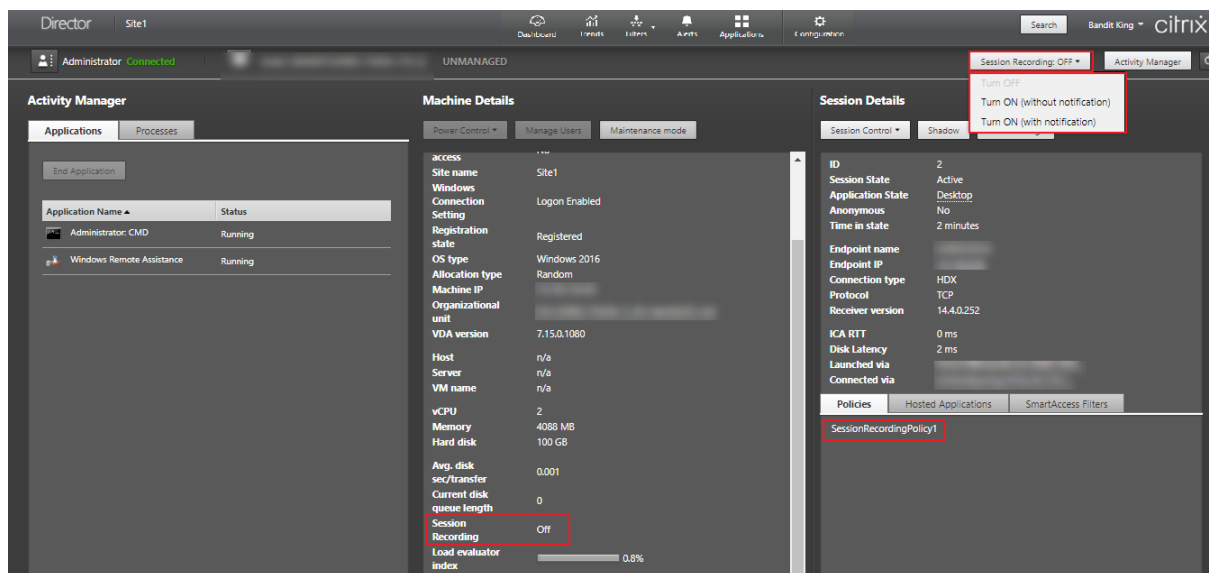 Director Site1
Dashboard Trends Filters Alerts Applications Configuration
Search Bandit King citrix
Administrator Connected UNMANAGED
Session Recording: OFF Activity Manager
Turn OFF
Turn ON (without notification)
Turn ON (with notification)
Activity Manager
Applications Processes
End Application
Application Name Status
Administrator: CMD Running
Windows Remote Assistance Running
Machine Details
Power Control Manage Users Maintenance mode
access
Site name Site1
Windows
Connection Logon Enabled
Setting
Registration
state Registered
OS type Windows 2016
Allocation type Random
Machine IP
Organizational
unit
VDA version 7.15.0.1080
Host n/a
Server n/a
VM name n/a
vCPU 2
Memory 4088 MB
Hard disk 100 GB
Avg. disk
sec/transfer 0.001
Current disk
queue length 0
Session
Recording Off
Load evaluator
index 0.8%
Session Details
Session Control Shadow
ID 2
Session State Active
Application State Desktop
Anonymous No
Time in state 2 minutes
Endpoint name
Endpoint IP
Connection type HDX
Protocol TCP
Receiver version 14.4.0.252
ICA RTT 0 ms
Disk Latency 2 ms
Launched via
Connected via
Policies Hosted Applications SmartAccess Filters
SessionRecordingPolicy1